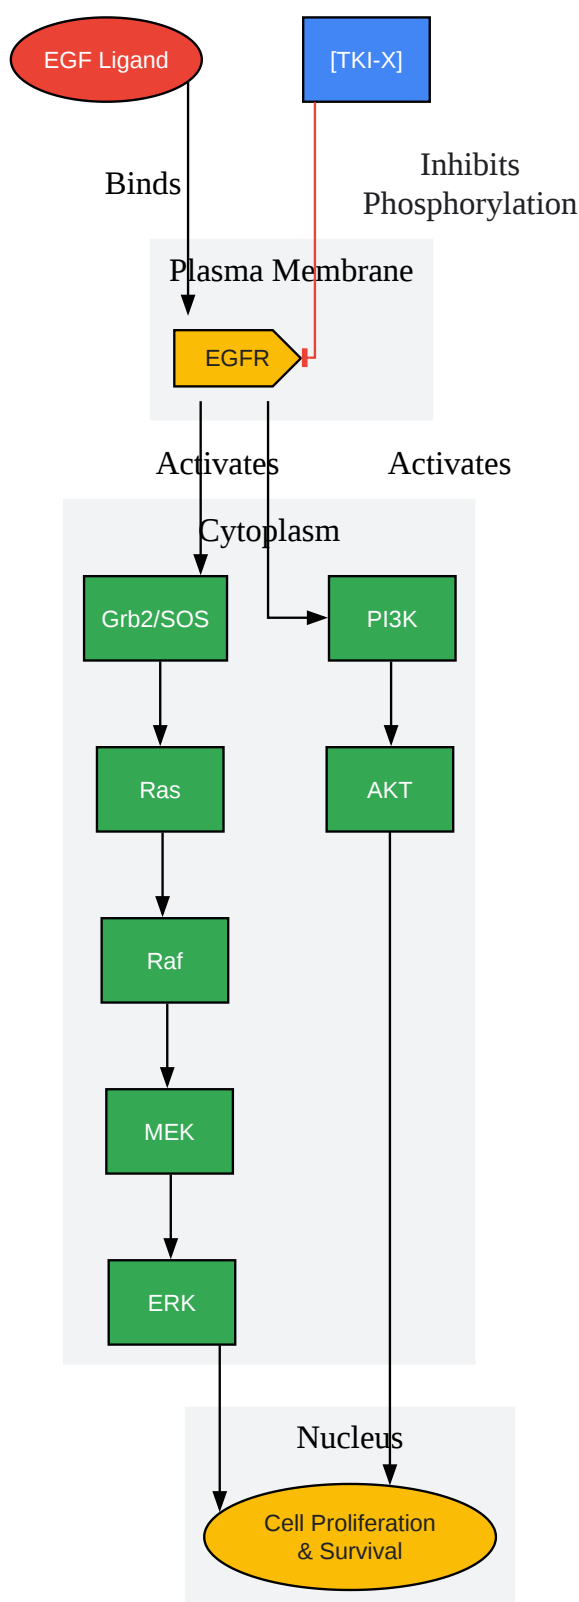 EGF Ligand
[TKI-X]
Inhibits
Phosphorylation
Binds
Plasma Membrane
EGFR
Activates
Activates
Cytoplasm
Grb2/SOS
PI3K
Ras
AKT
Raf
MEK
ERK
Nucleus
Cell Proliferation
& Survival